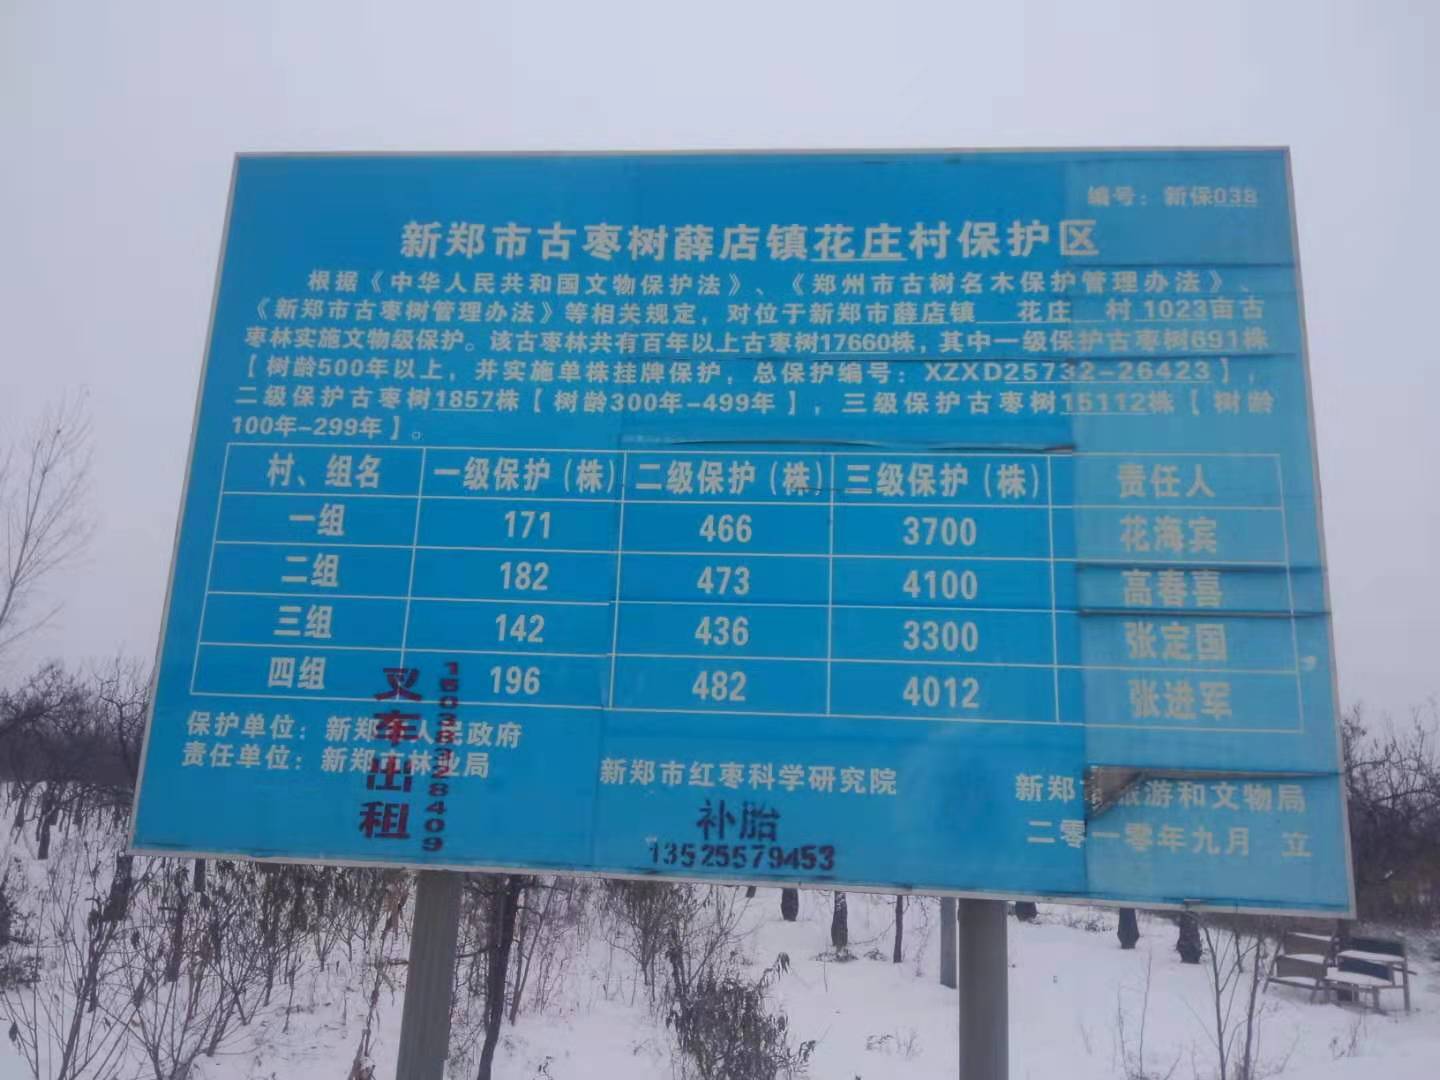 编号：新保038
新郑市古枣树薛店镇花庄村保护区
根据《中华人民共和国文物保护法》、《郑州市古树名木保护管理办法》、
《新郑市古枣树管理办法》等相关规定，对位于新郑市薛店镇 花庄 村 1023亩古
枣林实施文物级保护。该古枣林共有百年以上古枣树17660株，其中一级保护古枣树691株
【树龄500年以上，并实施单株挂牌保护，总保护编号：XZXD25732-26423】，
二级保护古枣树1857株【树龄300年-499年】，三级保护古枣树15112株【树龄
100年-299年】。
村、组名 一级保护（株） 二级保护（株） 三级保护（株） 责任人
一组 171 466 3700 花海宾
二组 182 473 4100 高春喜
三组 142 436 3300 张定国
四组 196 482 4012 张进军
保护单位：新郑 人民政府
责任单位：新郑市林业局 新郑市红枣科学研究院 新郑市旅游和文物局
二零一零年九月 立
叉车出租
15038328409
补胎
13525579453